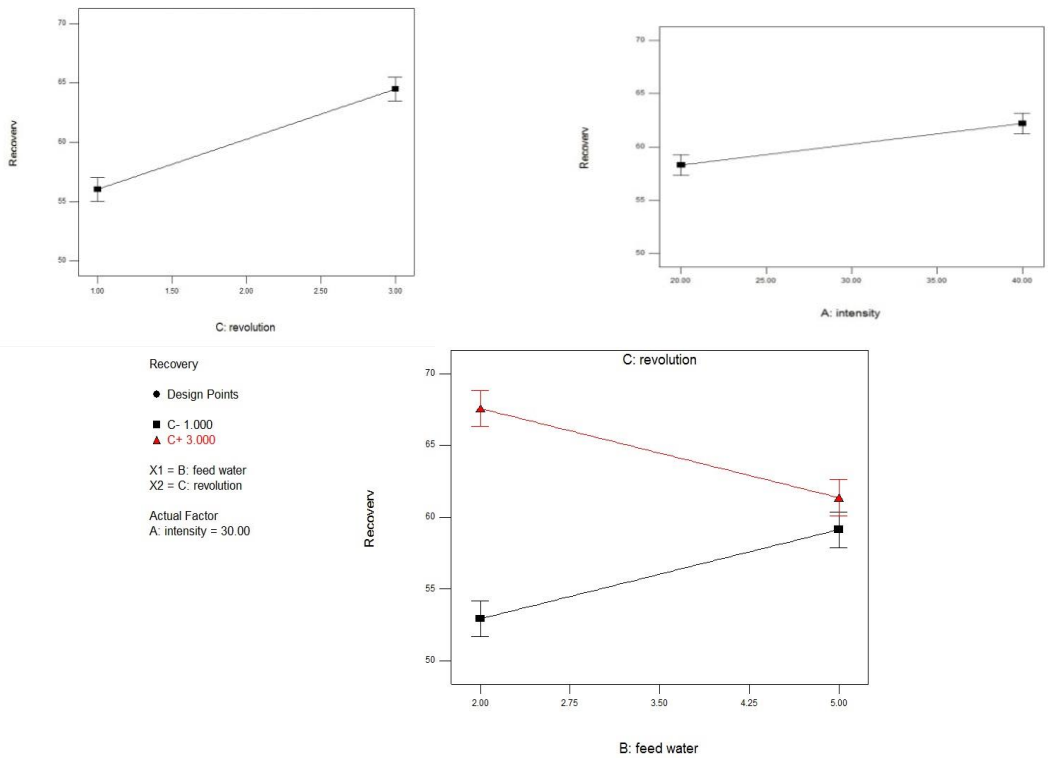 70
65
60
55
50
Recovery
1.00 1.50 2.00 2.50 3.00
C: revolution
70
65
60
55
50
Recovery
20.00 25.00 30.00 35.00 40.00
A: intensity
Recovery
Design Points
C- 1.000
C+ 3.000
X1 = B: feed water
X2 = C: revolution
Actual Factor
A: intensity = 30.00
C: revolution
70
65
60
55
50
Recovery
2.00 2.75 3.50 4.25 5.00
B: feed water